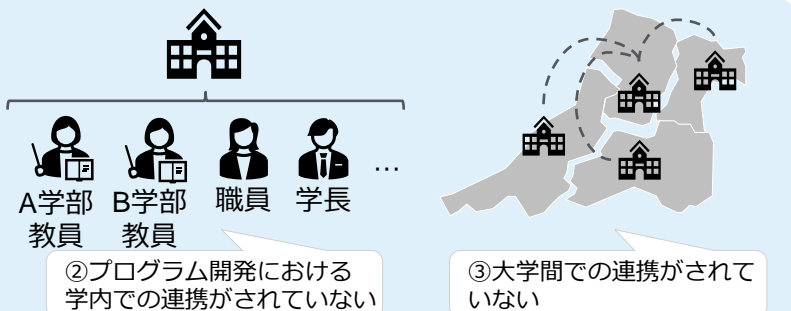 A学部
教員
B学部
教員
職員
学長
…
②プログラム開発における
学内での連携がされていない
③大学間での連携がされて
いない